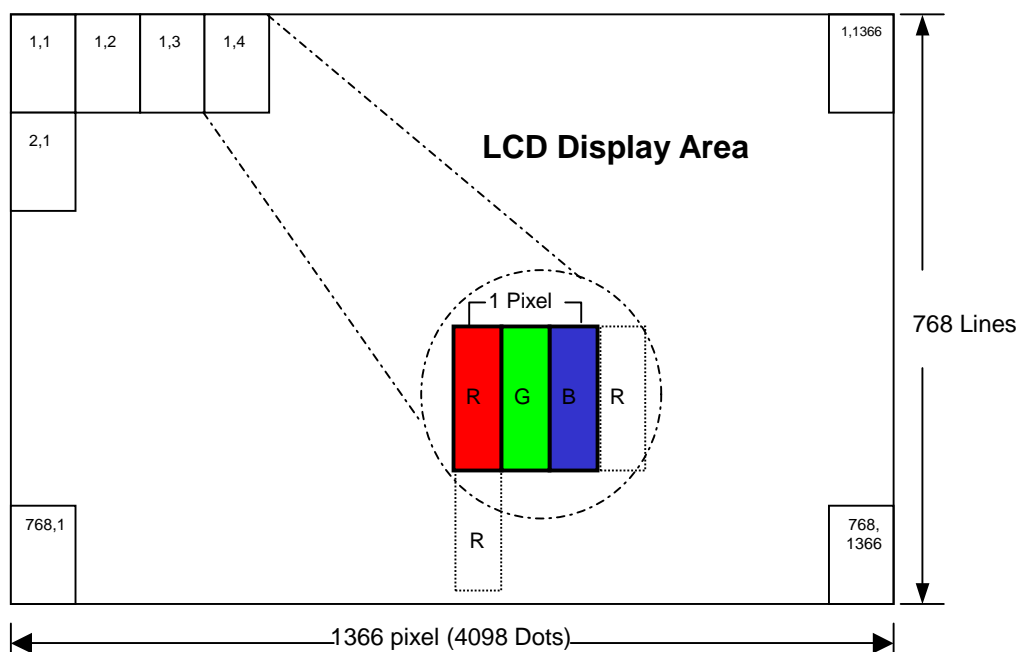 1,1 1,2 1,3 1,4 1,1366
2,1
LCD Display Area
1 Pixel
768 Lines
R G B R
R
768,1
768,
1366
1366 pixel (4098 Dots)